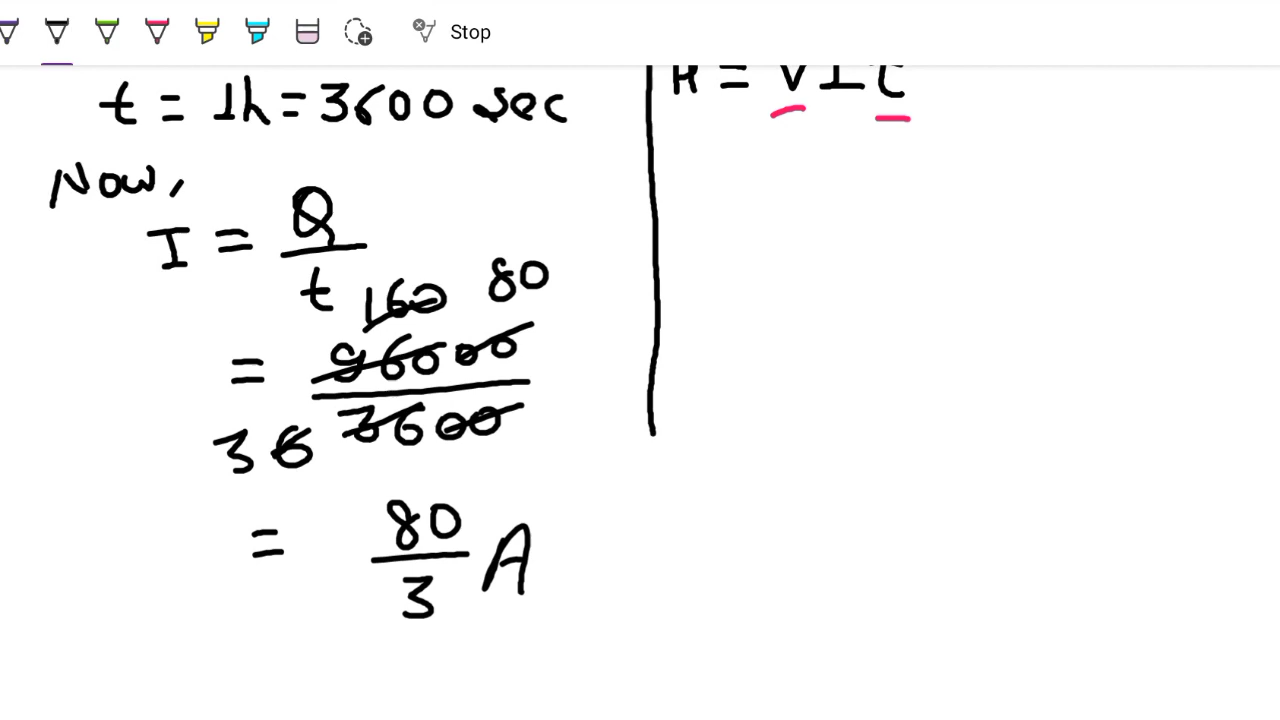 Stop
t = 1h = 3600 sec
Now,
I = Q
t
160 80
= 96000
36 3600
= 80
3 A
H = VIt